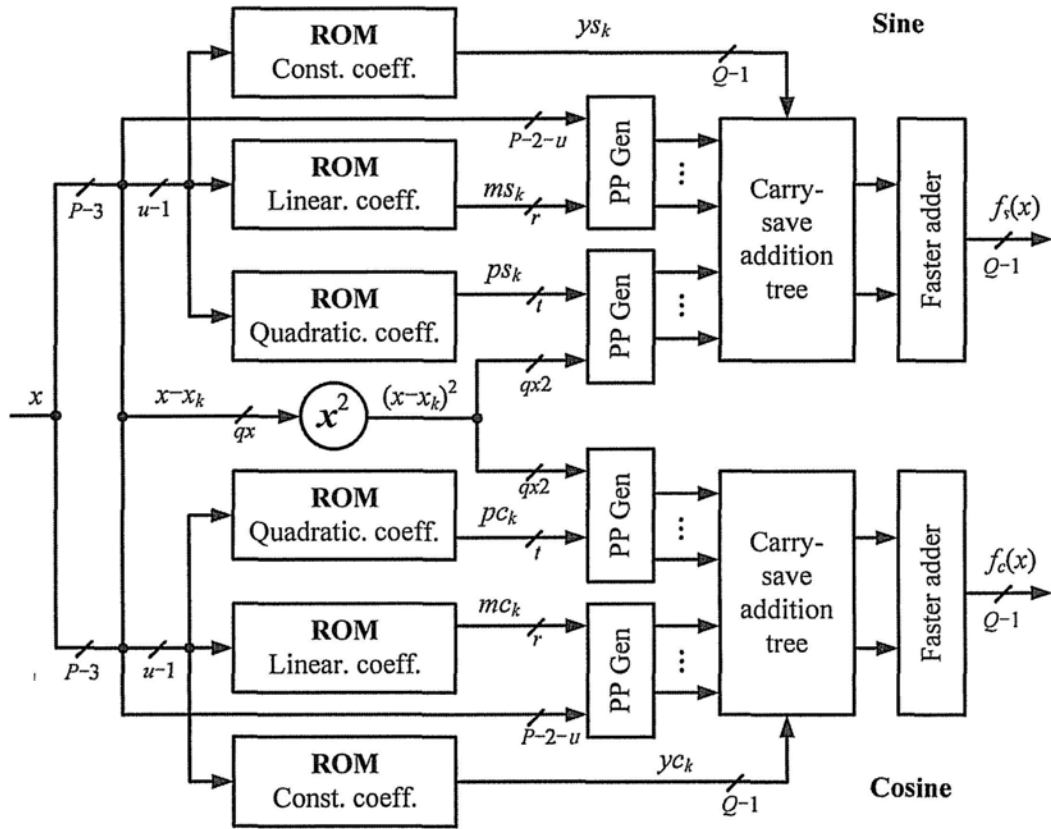 ROM
Const. coeff.
ys_k
Q−1
Sine
P−2−u
PP Gen
...
ROM
Linear. coeff.
ms_k
r
P−3
u−1
Carry-
save
addition
tree
Faster adder
f_s(x)
Q−1
ROM
Quadratic. coeff.
ps_k
t
PP Gen
...
qx2
x
x−x_k
qx
x²
(x−x_k)²
qx2
PP Gen
...
ROM
Quadratic. coeff.
pc_k
t
Carry-
save
addition
tree
Faster adder
f_c(x)
Q−1
ROM
Linear. coeff.
mc_k
r
P−3
u−1
PP Gen
...
P−2−u
ROM
Const. coeff.
yc_k
Q−1
Cosine